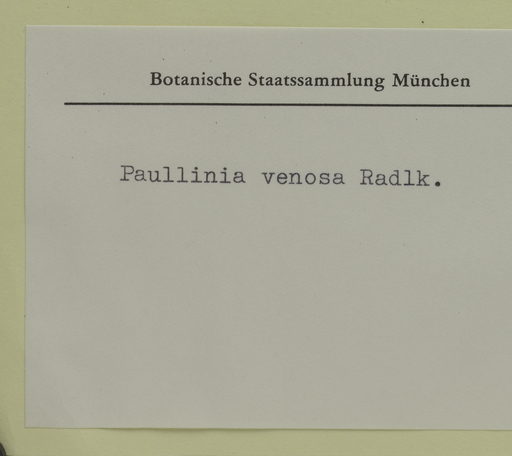 Botanische Staatssammlung München
Paullinia venosa Radlk.